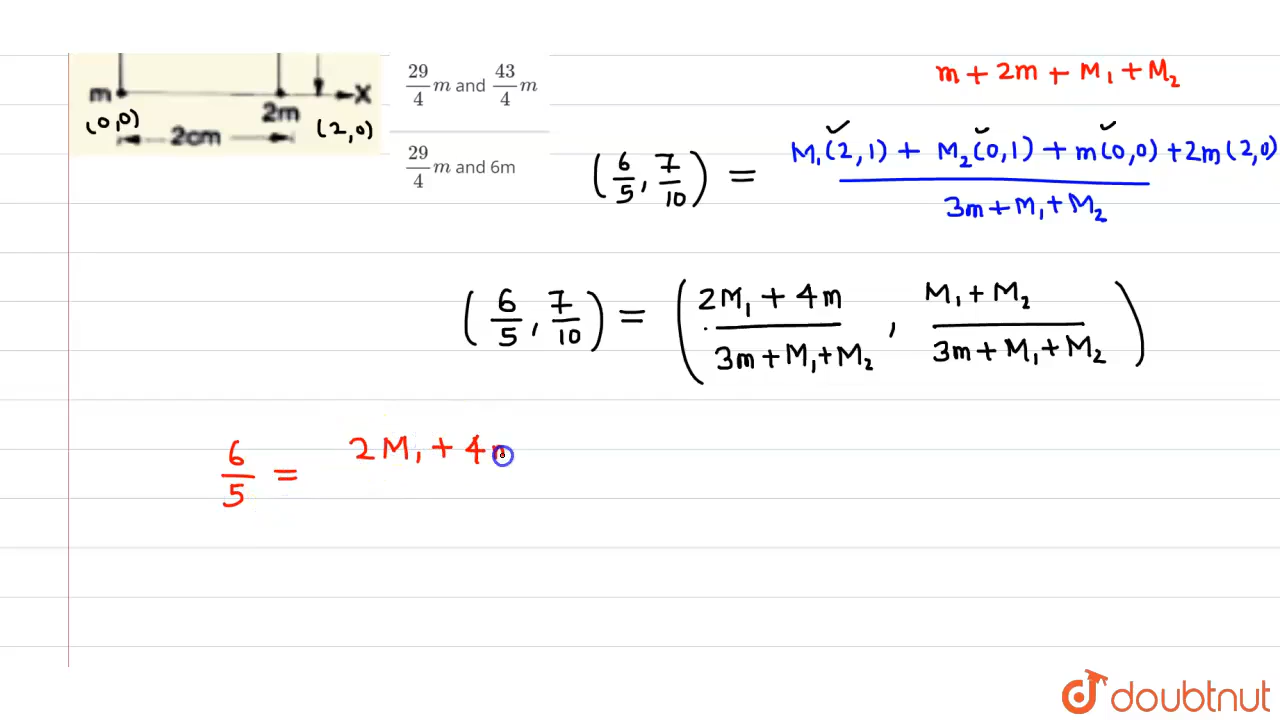 m X
2m
(0,0) (2,0)
2cm
29/4 m and 43/4 m
29/4 m and 6m
m + 2m + M₁ + M₂
(6/5, 7/10) = M₁(2,1) + M₂(0,1) + m(0,0) + 2m(2,0) / 3m + M₁ + M₂
(6/5, 7/10) = (2M₁ + 4m / 3m + M₁ + M₂, M₁ + M₂ / 3m + M₁ + M₂)
6/5 = 2M₁ + 4
doubtnut